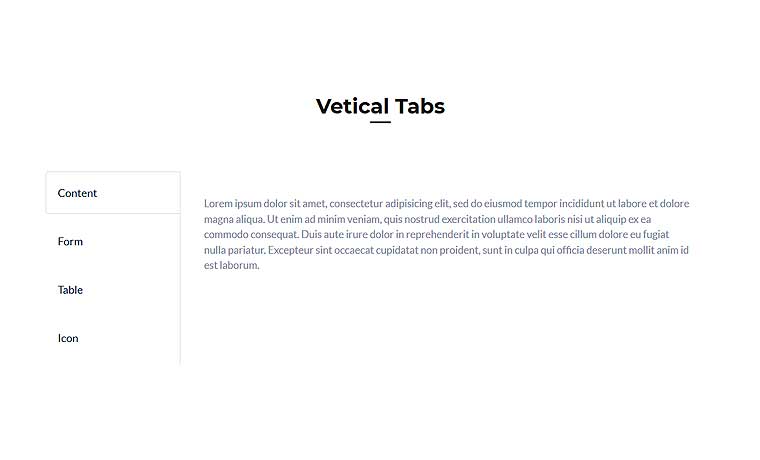 Vetical Tabs
Content
Form
Table
Icon
Lorem ipsum dolor sit amet, consectetur adipisicing elit, sed do eiusmod tempor incididunt ut labore et dolore
magna aliqua. Ut enim ad minim veniam, quis nostrud exercitation ullamco laboris nisi ut aliquip ex ea
commodo consequat. Duis aute irure dolor in reprehenderit in voluptate velit esse cillum dolore eu fugiat
nulla pariatur. Excepteur sint occaecat cupidatat non proident, sunt in culpa qui officia deserunt mollit anim id
est laborum.